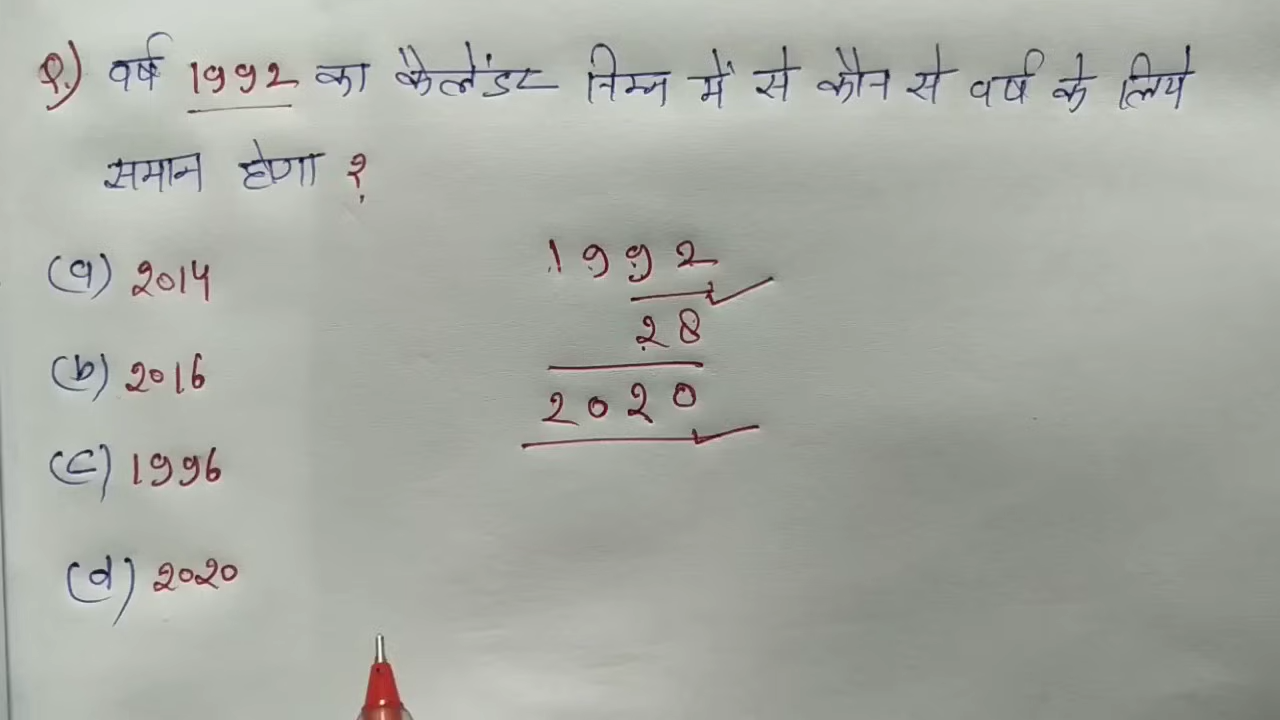 Q.) वर्ष 1992 का कैलेंडर निम्न में से कौन से वर्ष के लिये
समान होगा ?
(a) 2014
(b) 2016
(c) 1996
(d) 2020
1992
28
2020